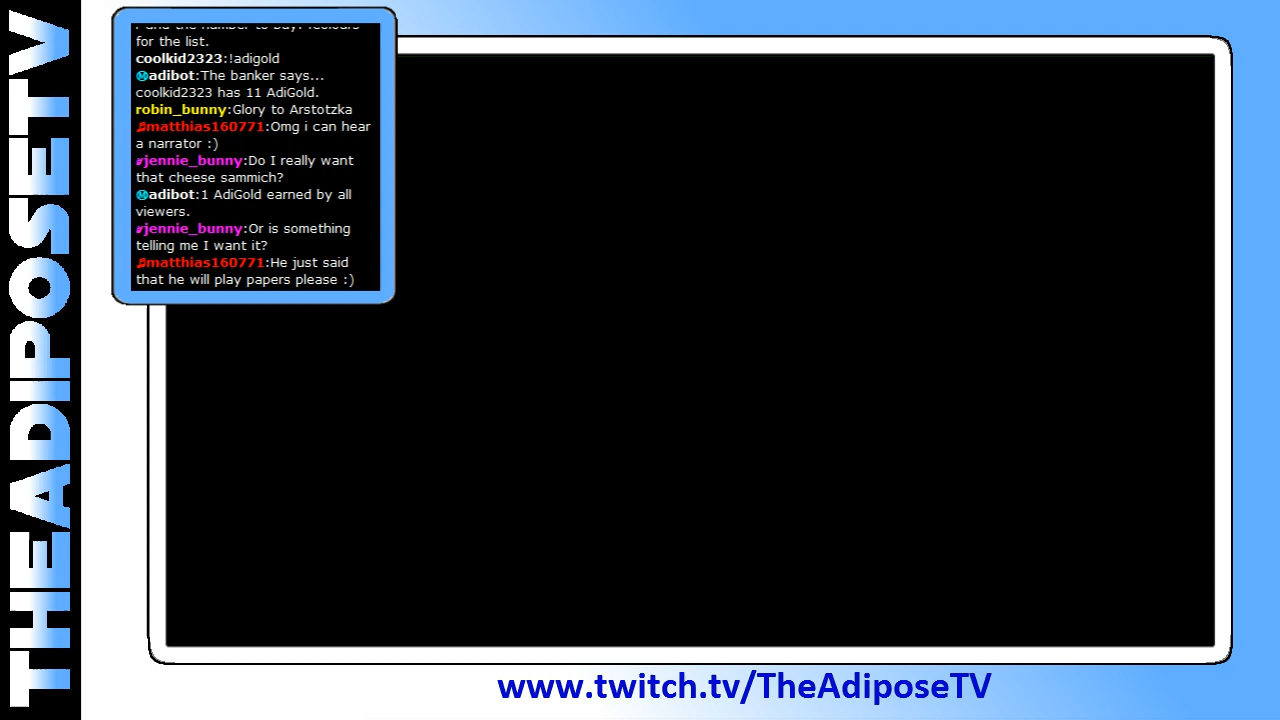 THEADIPOSETV
for the list.
coolkid2323:!adigold
adibot:The banker says...
coolkid2323 has 11 AdiGold.
robin_bunny:Glory to Arstotzka
matthias160771:Omg i can hear
a narrator :)
jennie_bunny:Do I really want
that cheese sammich?
adibot:1 AdiGold earned by all
viewers.
jennie_bunny:Or is something
telling me I want it?
matthias160771:He just said
that he will play papers please :)
www.twitch.tv/TheAdiposeTV